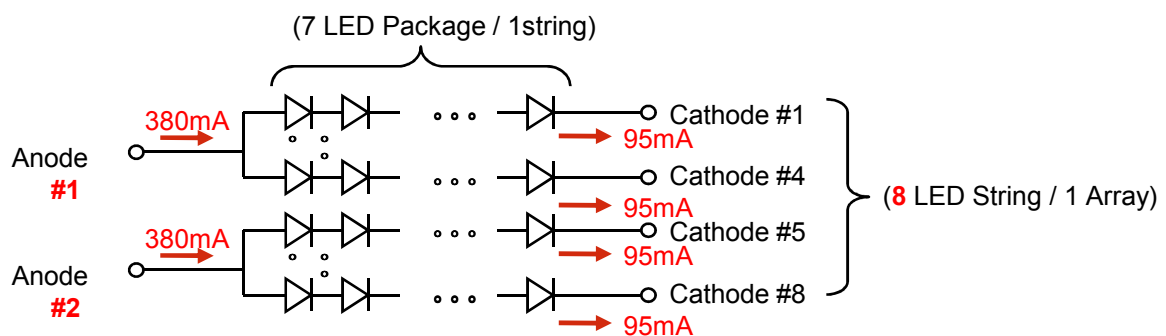 (7 LED Package / 1string)
380mA
Cathode #1
95mA
Anode
#1
Cathode #4
95mA
(8 LED String / 1 Array)
380mA
Cathode #5
95mA
Anode
#2
Cathode #8
95mA